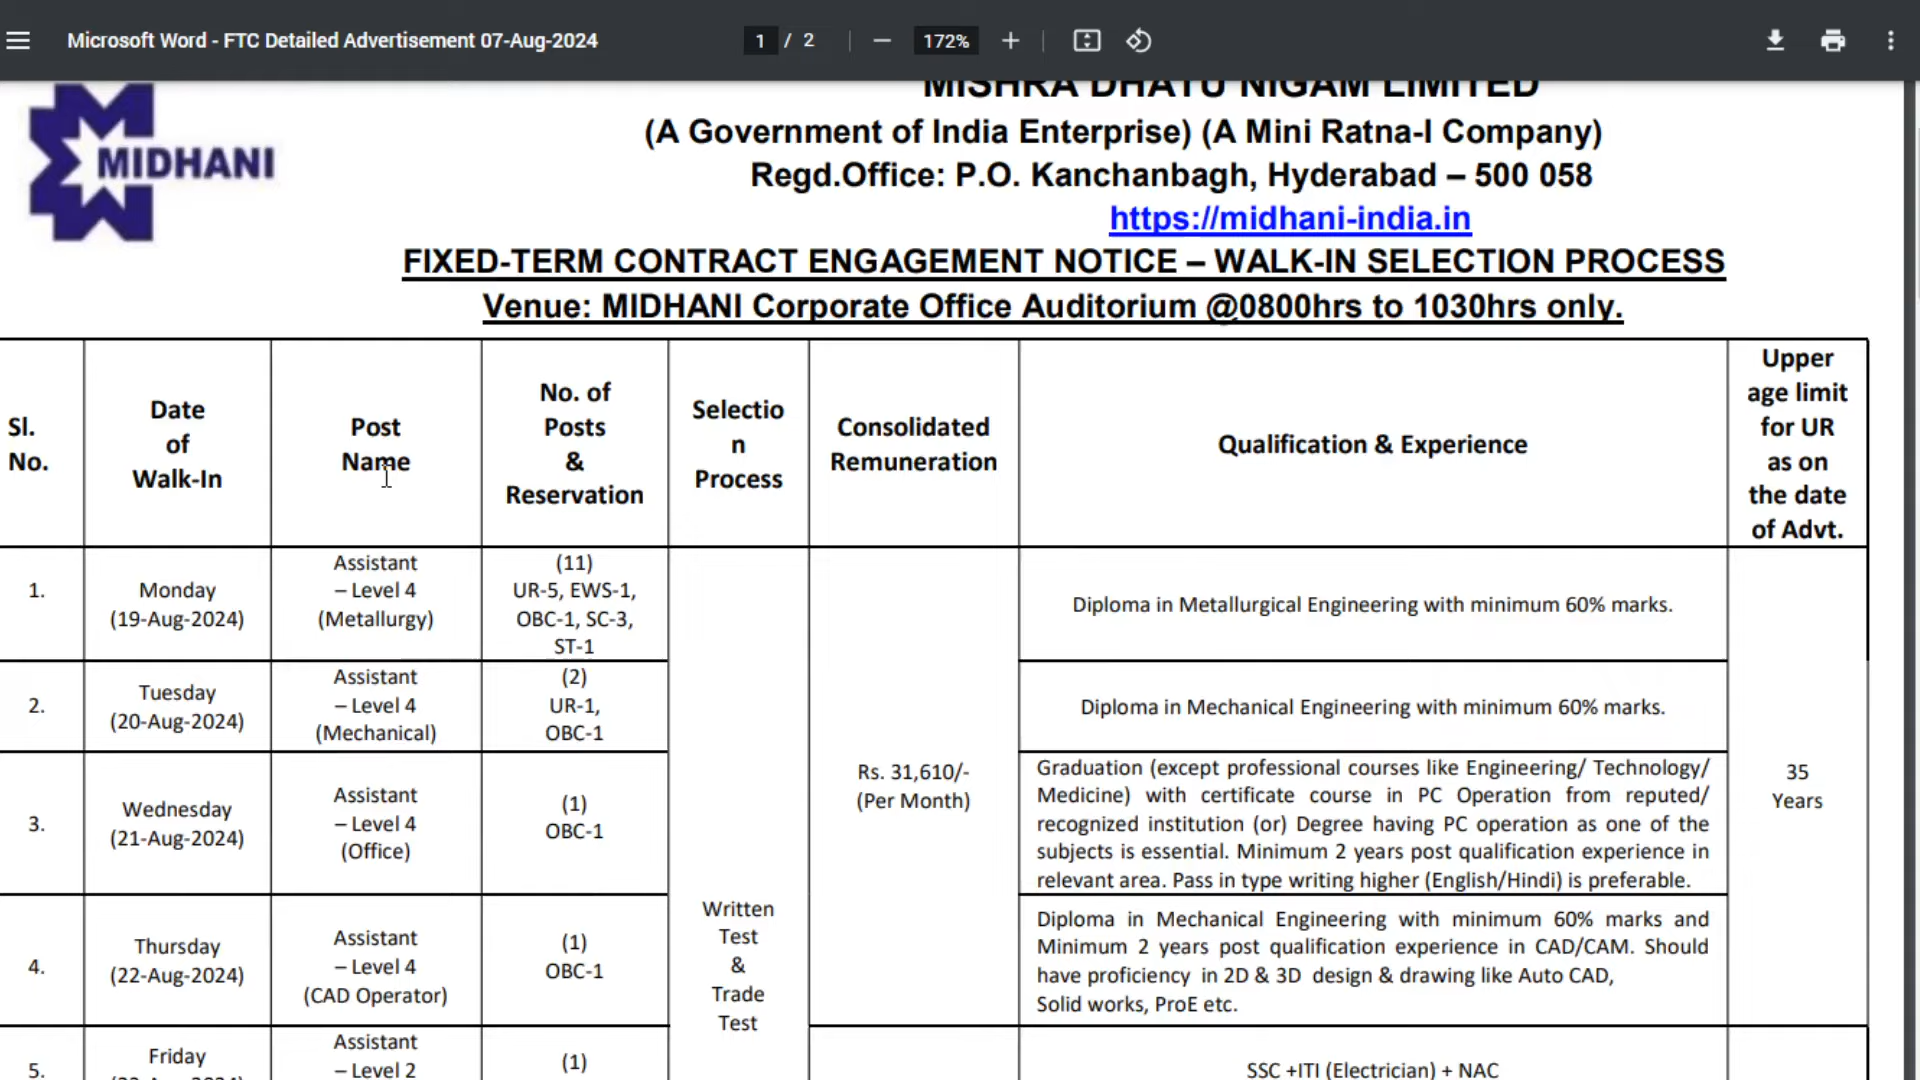 Microsoft Word - FTC Detailed Advertisement 07-Aug-2024
1 / 2
172%
MIDHANI
MISHRA DHATU NIGAM LIMITED
(A Government of India Enterprise) (A Mini Ratna-I Company)
Regd.Office: P.O. Kanchanbagh, Hyderabad – 500 058
https://midhani-india.in
FIXED-TERM CONTRACT ENGAGEMENT NOTICE – WALK-IN SELECTION PROCESS
Venue: MIDHANI Corporate Office Auditorium @0800hrs to 1030hrs only.
Sl.
No.
Date
of
Walk-In
Post
Name
No. of
Posts
&
Reservation
Selectio
n
Process
Consolidated
Remuneration
Qualification & Experience
Upper
age limit
for UR
as on
the date
of Advt.
1.
Monday
(19-Aug-2024)
Assistant
– Level 4
(Metallurgy)
(11)
UR-5, EWS-1,
OBC-1, SC-3,
ST-1
Diploma in Metallurgical Engineering with minimum 60% marks.
2.
Tuesday
(20-Aug-2024)
Assistant
– Level 4
(Mechanical)
(2)
UR-1,
OBC-1
Diploma in Mechanical Engineering with minimum 60% marks.
3.
Wednesday
(21-Aug-2024)
Assistant
– Level 4
(Office)
(1)
OBC-1
Rs. 31,610/-
(Per Month)
Graduation (except professional courses like Engineering/ Technology/
Medicine) with certificate course in PC Operation from reputed/
recognized institution (or) Degree having PC operation as one of the
subjects is essential. Minimum 2 years post qualification experience in
relevant area. Pass in type writing higher (English/Hindi) is preferable.
35
Years
4.
Thursday
(22-Aug-2024)
Assistant
– Level 4
(CAD Operator)
(1)
OBC-1
Written
Test
&
Trade
Test
Diploma in Mechanical Engineering with minimum 60% marks and
Minimum 2 years post qualification experience in CAD/CAM. Should
have proficiency in 2D & 3D design & drawing like Auto CAD,
Solid works, ProE etc.
5.
Friday
Assistant
– Level 2
(1)
SSC +ITI (Electrician) + NAC